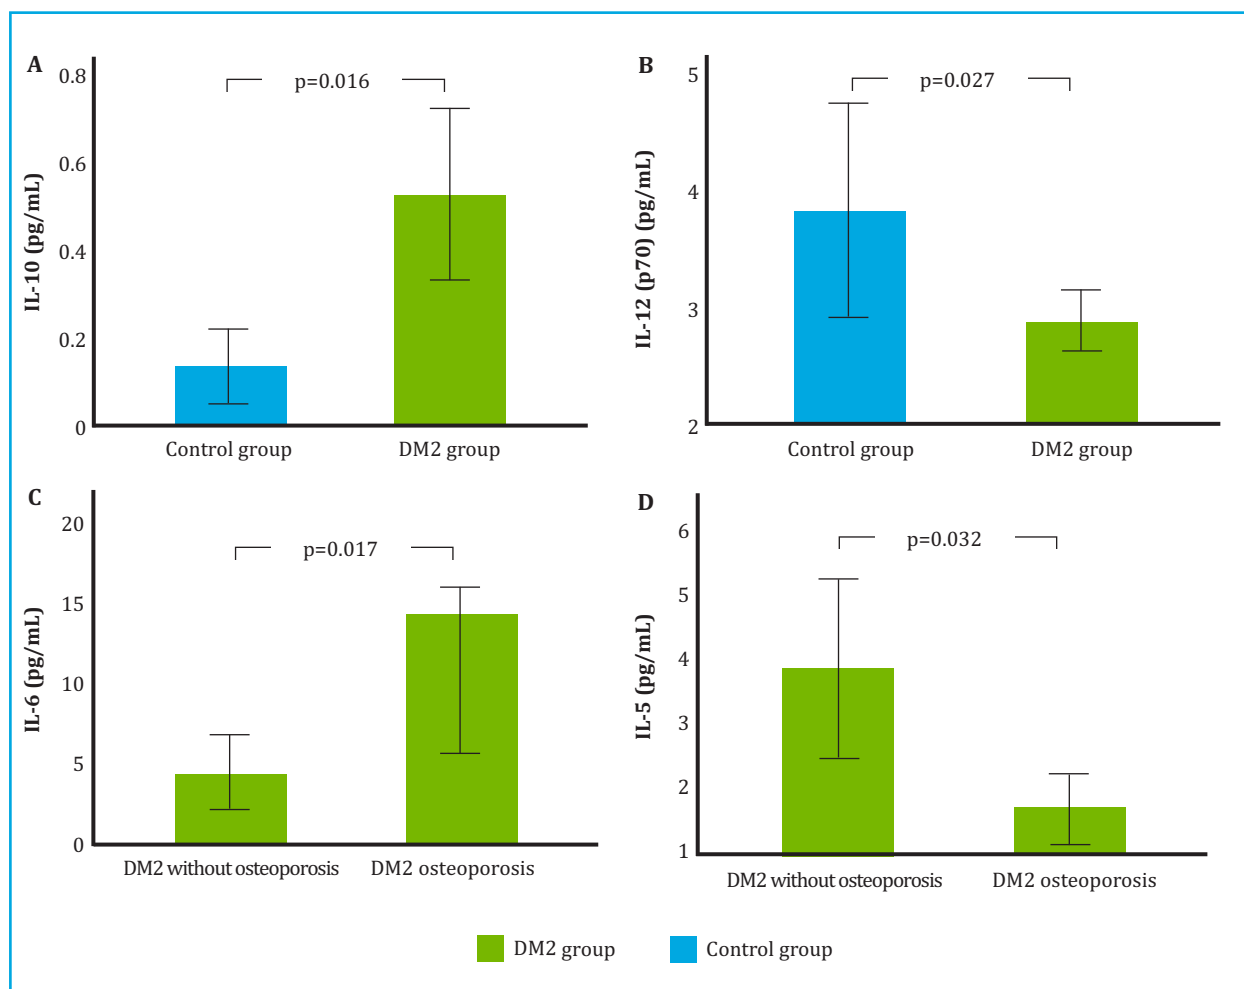 A
0.8
0.6
0.4
0.2
0
IL-10 (pg/mL)
p=0.016
Control group
DM2 group
B
5
4
3
2
IL-12 (p70) (pg/mL)
p=0.027
Control group
DM2 group
C
20
15
10
5
0
IL-6 (pg/mL)
p=0.017
DM2 without osteoporosis
DM2 osteoporosis
D
6
5
4
3
2
1
IL-5 (pg/mL)
p=0.032
DM2 without osteoporosis
DM2 osteoporosis
DM2 group
Control group